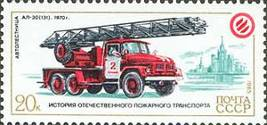 АВТОЛЕСТНИЦА
АЛ-30(131). 1970 г.
2
20к
ИСТОРИЯ ОТЕЧЕСТВЕННОГО ПОЖАРНОГО ТРАНСПОРТА
ПОЧТА
СССР
1985